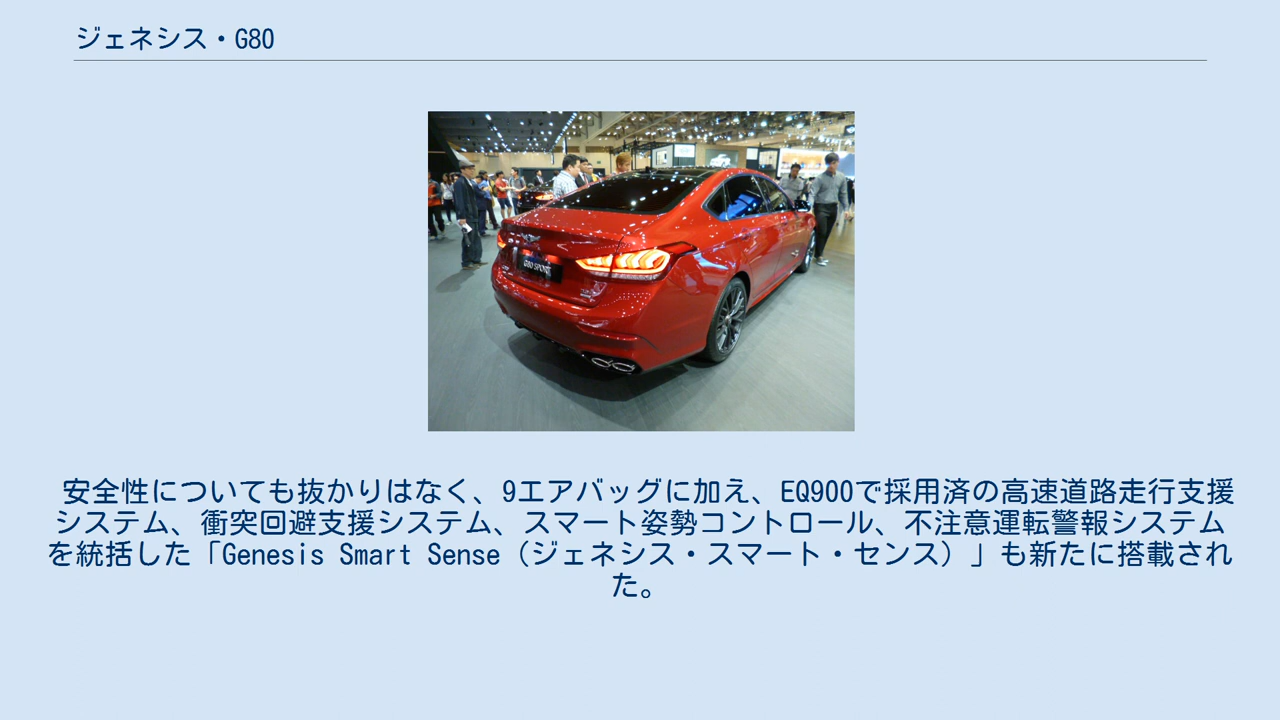 ジェネシス・G80
G80 SPORT
安全性についても抜かりはなく、9エアバッグに加え、EQ900で採用済の高速道路走行支援
システム、衝突回避支援システム、スマート姿勢コントロール、不注意運転警報システム
を統括した「Genesis Smart Sense（ジェネシス・スマート・センス）」も新たに搭載され
た。